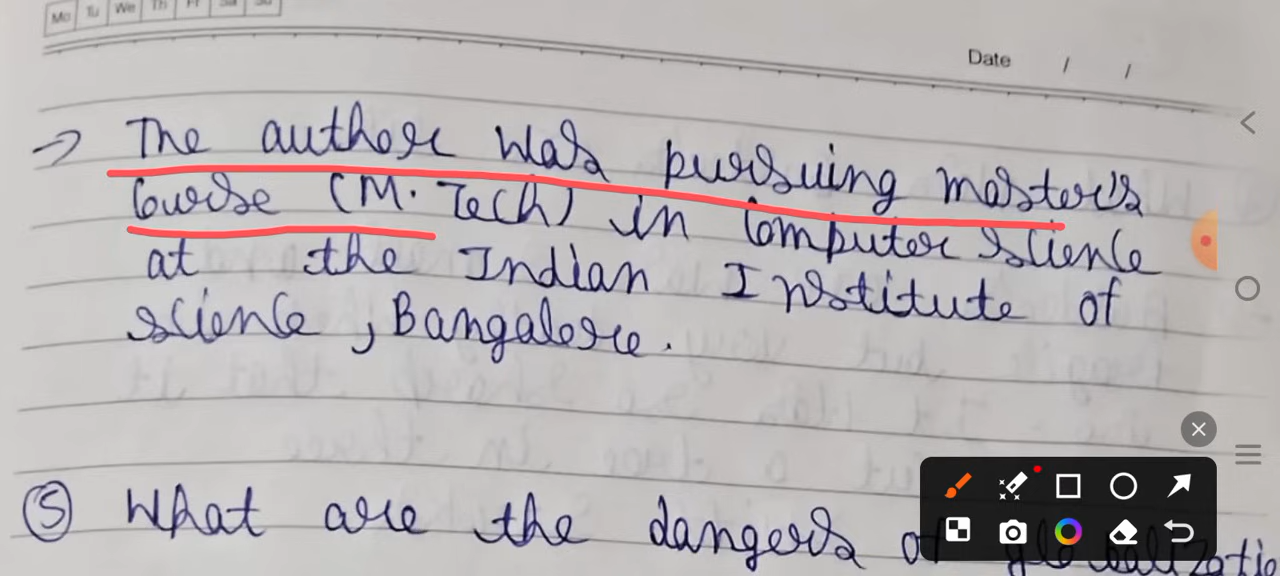 Mo Tu We Th Fr Sa Su
Date / /
→ The author was pursuing master's
course (M. Tech) in Computer science
at the Indian Institute of
science, Bangalore.
⑤ What are the dangers of globalizatio